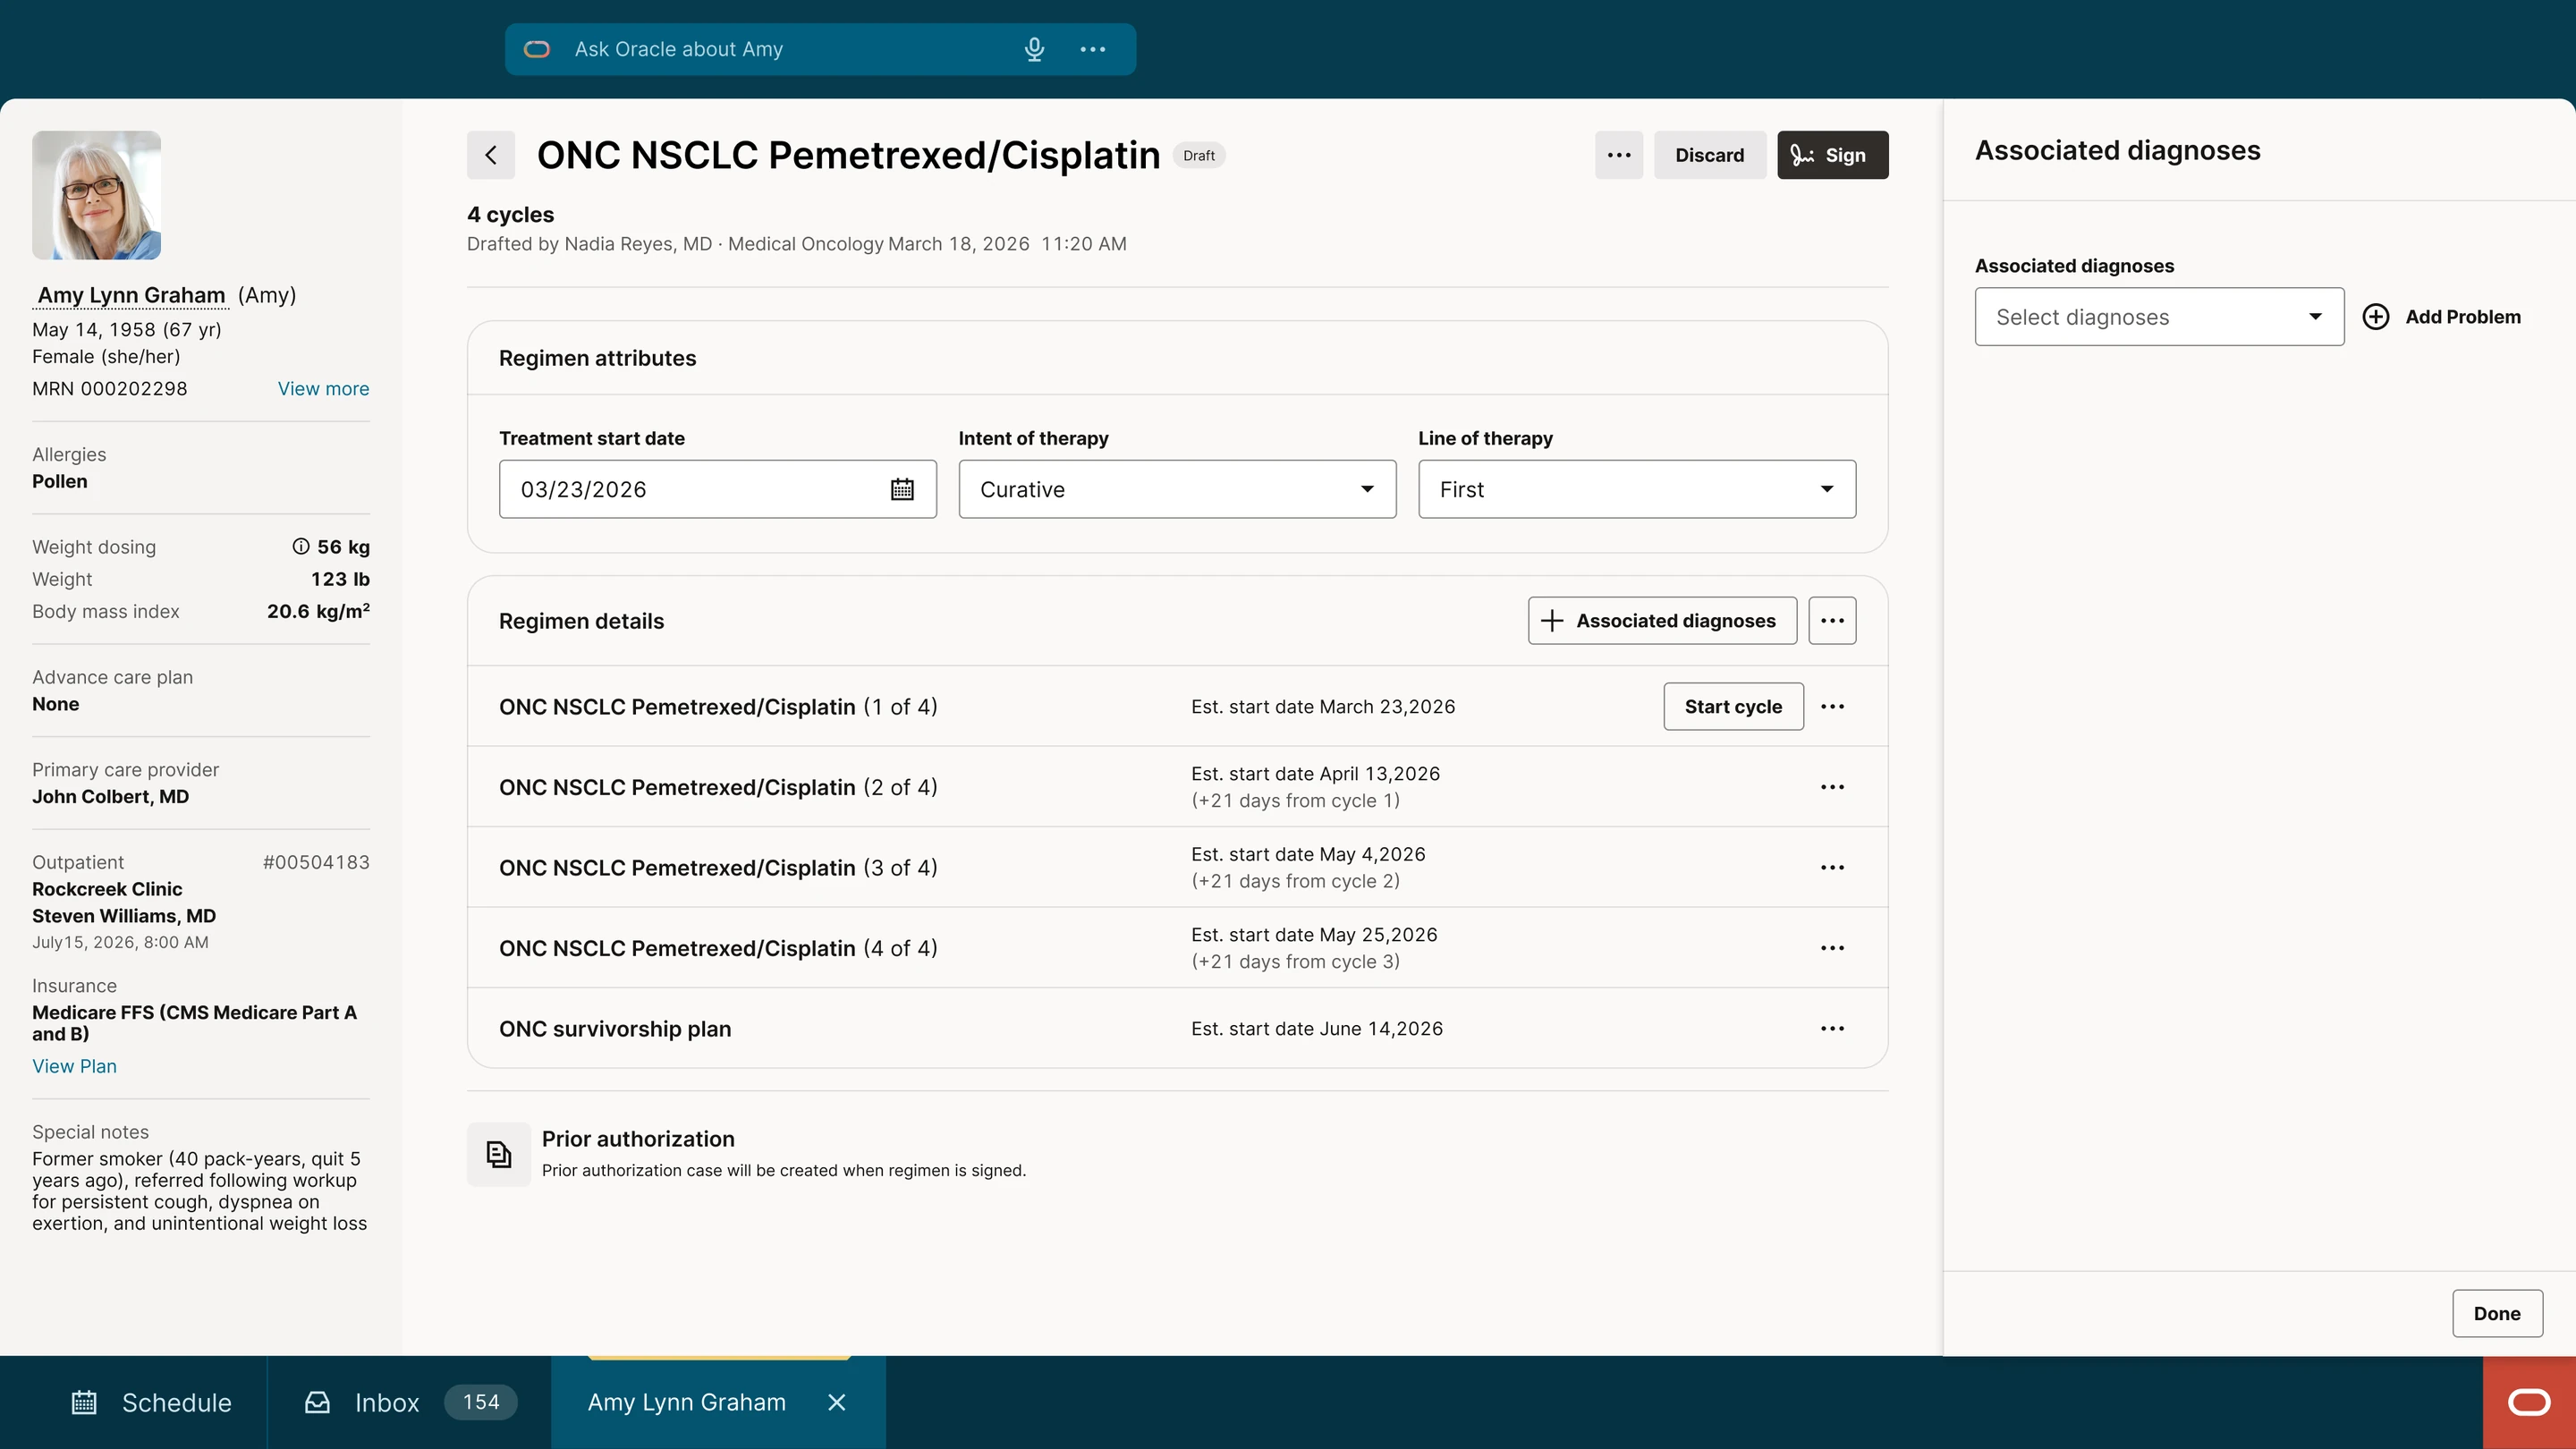 Ask Oracle about Amy
Amy Lynn Graham (Amy)
May 14, 1958 (67 yr)
Female (she/her)
MRN 000202298 View more
Allergies
Pollen
Weight dosing 56 kg
Weight 123 lb
Body mass index 20.6 kg/m²
Advance care plan
None
Primary care provider
John Colbert, MD
Outpatient #00504183
Rockcreek Clinic
Steven Williams, MD
July15, 2026, 8:00 AM
Insurance
Medicare FFS (CMS Medicare Part A
and B)
View Plan
Special notes
Former smoker (40 pack-years, quit 5
years ago), referred following workup
for persistent cough, dyspnea on
exertion, and unintentional weight loss
ONC NSCLC Pemetrexed/Cisplatin Draft
Discard Sign
4 cycles
Drafted by Nadia Reyes, MD · Medical Oncology March 18, 2026 11:20 AM
Regimen attributes
Treatment start date Intent of therapy Line of therapy
03/23/2026 Curative First
Regimen details Associated diagnoses
ONC NSCLC Pemetrexed/Cisplatin (1 of 4) Est. start date March 23,2026 Start cycle
ONC NSCLC Pemetrexed/Cisplatin (2 of 4) Est. start date April 13,2026
(+21 days from cycle 1)
ONC NSCLC Pemetrexed/Cisplatin (3 of 4) Est. start date May 4,2026
(+21 days from cycle 2)
ONC NSCLC Pemetrexed/Cisplatin (4 of 4) Est. start date May 25,2026
(+21 days from cycle 3)
ONC survivorship plan Est. start date June 14,2026
Prior authorization
Prior authorization case will be created when regimen is signed.
Associated diagnoses
Associated diagnoses
Select diagnoses Add Problem
Done
Schedule Inbox 154 Amy Lynn Graham